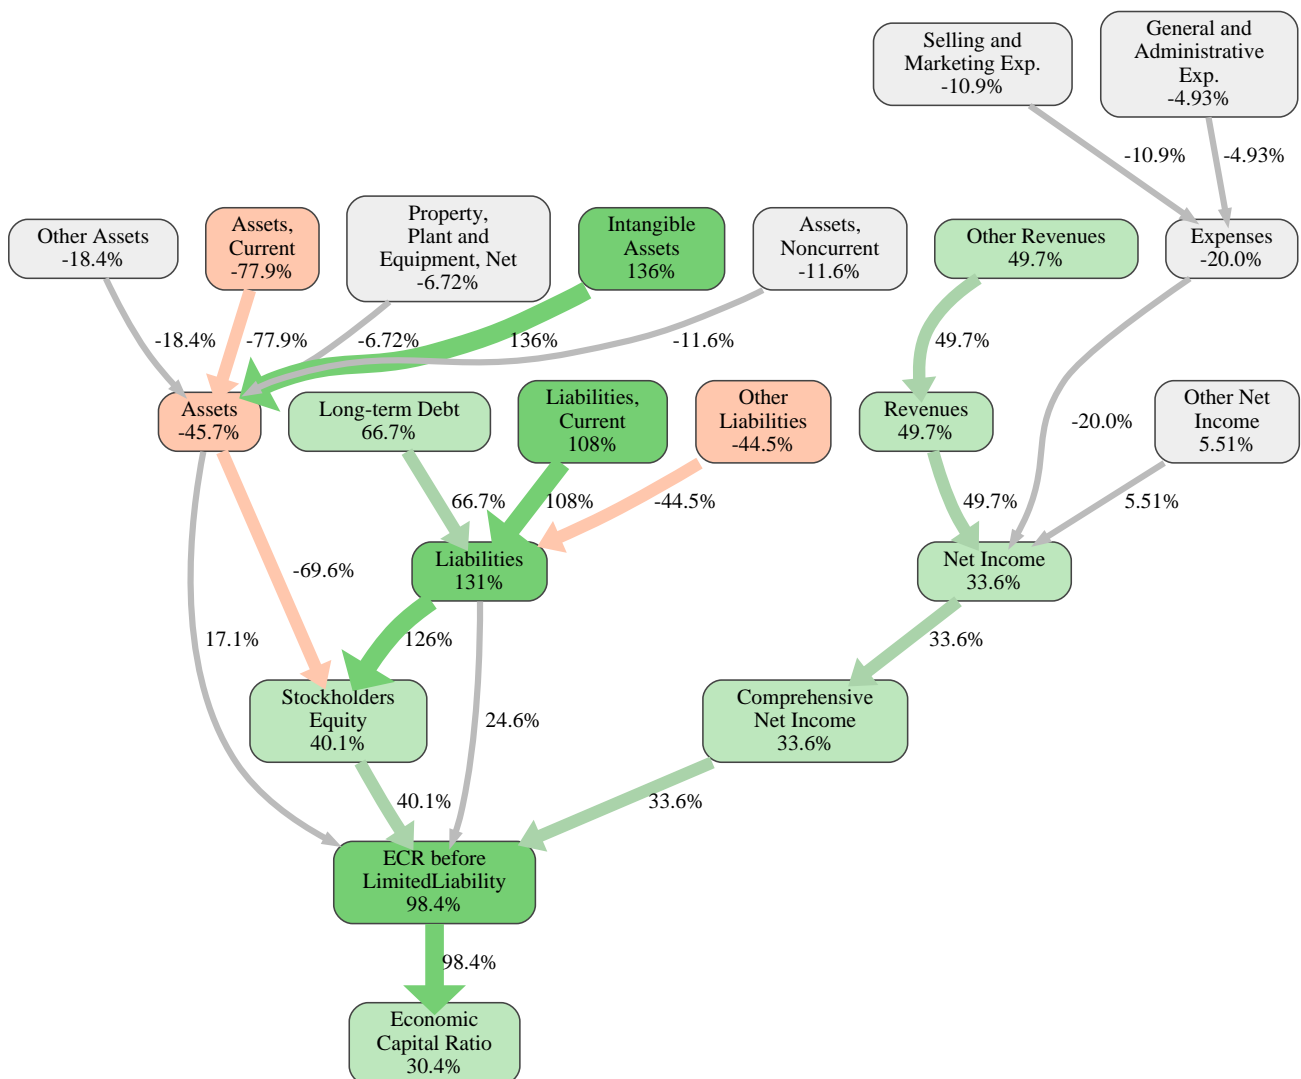 Selling and
Marketing Exp.
-10.9%
General and
Administrative
Exp.
-4.93%
-10.9%
-4.93%
Other Assets
-18.4%
Assets,
Current
-77.9%
Property,
Plant and
Equipment, Net
-6.72%
Intangible
Assets
136%
Assets,
Noncurrent
-11.6%
Other Revenues
49.7%
Expenses
-20.0%
-18.4%
-77.9%
-6.72%
136%
-11.6%
49.7%
Assets
-45.7%
Long-term Debt
66.7%
Liabilities,
Current
108%
Other
Liabilities
-44.5%
Revenues
49.7%
-20.0%
Other Net
Income
5.51%
66.7%
108%
-44.5%
49.7%
5.51%
-69.6%
Liabilities
131%
Net Income
33.6%
17.1%
126%
33.6%
Stockholders
Equity
40.1%
24.6%
Comprehensive
Net Income
33.6%
40.1%
33.6%
ECR before
LimitedLiability
98.4%
98.4%
Economic
Capital Ratio
30.4%